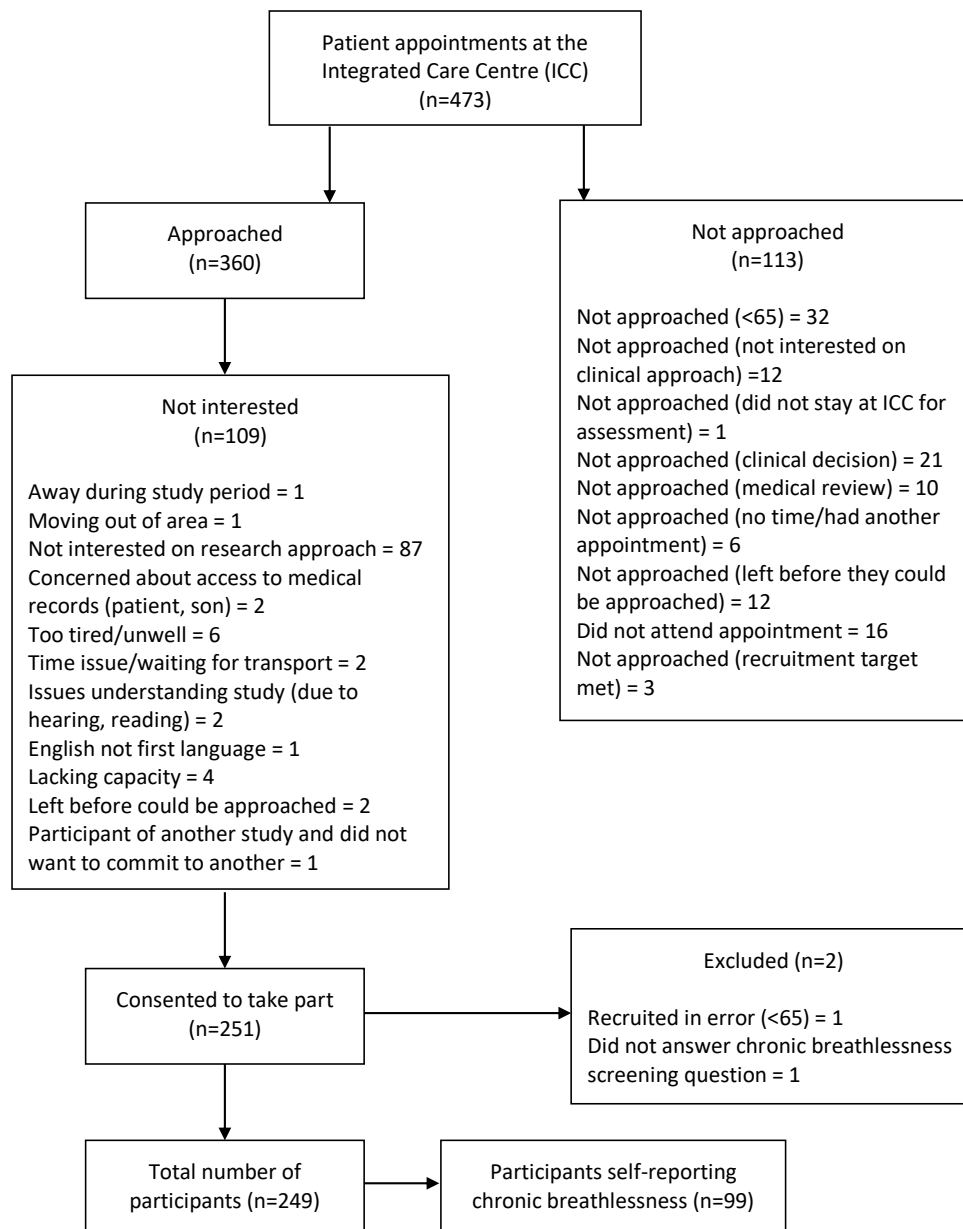 Patient appointments at the
Integrated Care Centre (ICC)
(n=473)
Approached
(n=360)
Not approached
(n=113)
Not approached (<65) = 32
Not approached (not interested on
clinical approach) =12
Not approached (did not stay at ICC for
assessment) = 1
Not approached (clinical decision) = 21
Not approached (medical review) = 10
Not approached (no time/had another
appointment) = 6
Not approached (left before they could
be approached) = 12
Did not attend appointment = 16
Not approached (recruitment target
met) = 3
Not interested
(n=109)
Away during study period = 1
Moving out of area = 1
Not interested on research approach = 87
Concerned about access to medical
records (patient, son) = 2
Too tired/unwell = 6
Time issue/waiting for transport = 2
Issues understanding study (due to
hearing, reading) = 2
English not first language = 1
Lacking capacity = 4
Left before could be approached = 2
Participant of another study and did not
want to commit to another = 1
Consented to take part
(n=251)
Excluded (n=2)
Recruited in error (<65) = 1
Did not answer chronic breathlessness
screening question = 1
Total number of
participants (n=249)
Participants self-reporting
chronic breathlessness (n=99)